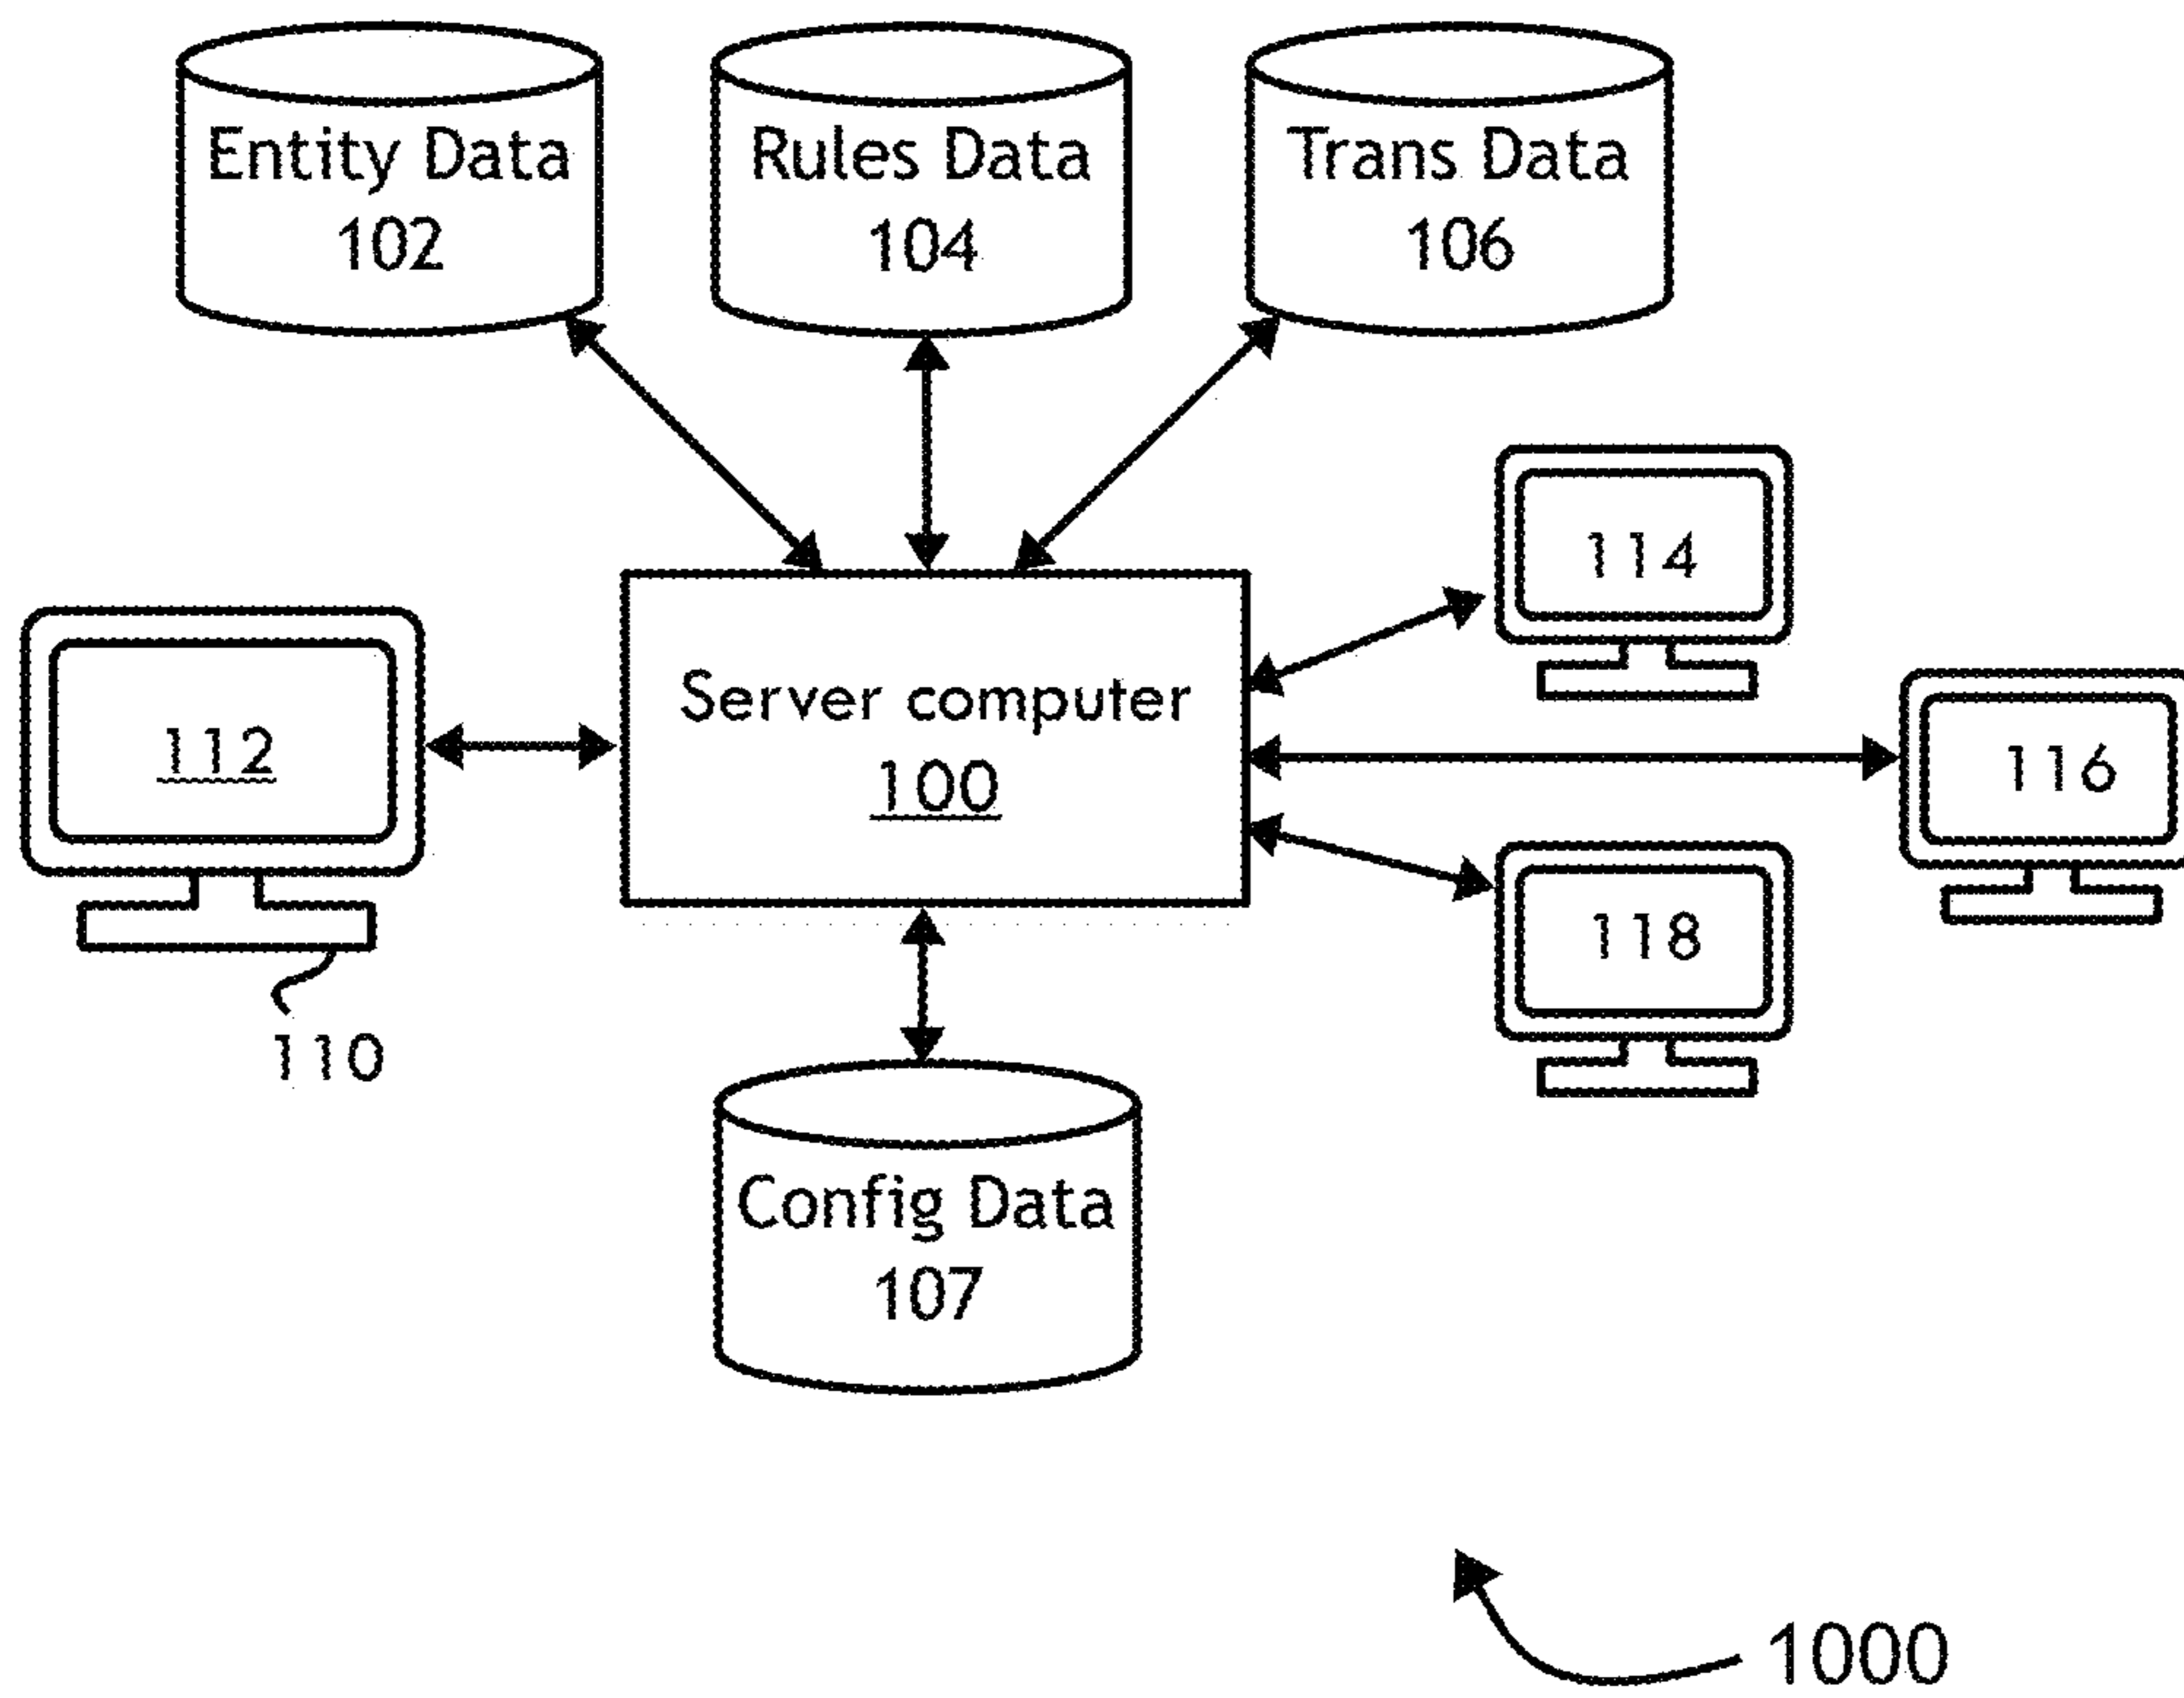 Entity Data
102
Rules Data
104
Trans Data
106
114
Server computer
100
112
116
118
110
Config Data
107
1000